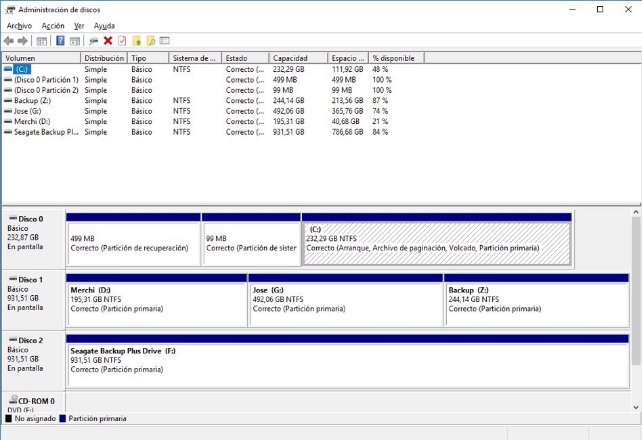 Administración de discos
Archivo Acción Ver Ayuda
Volumen Distribución Tipo Sistema de ... Estado Capacidad Espacio ... % disponible
(C:) Simple Básico NTFS Correcto (... 232,29 GB 111,92 GB 48 %
(Disco 0 Partición 1) Simple Básico Correcto (... 499 MB 499 MB 100 %
(Disco 0 Partición 2) Simple Básico Correcto (... 99 MB 99 MB 100 %
Backup (Z:) Simple Básico NTFS Correcto (... 244,14 GB 213,56 GB 87 %
Jose (G:) Simple Básico NTFS Correcto (... 492,06 GB 365,76 GB 74 %
Merchi (D:) Simple Básico NTFS Correcto (... 195,31 GB 40,68 GB 21 %
Seagate Backup Pl... Simple Básico NTFS Correcto (... 931,51 GB 786,68 GB 84 %
Disco 0
Básico
232,87 GB
En pantalla
499 MB
Correcto (Partición de recuperación)
99 MB
Correcto (Partición de sister
(C:)
232,29 GB NTFS
Correcto (Arranque, Archivo de paginación, Volcado, Partición primaria)
Disco 1
Básico
931,51 GB
En pantalla
Merchi (D:)
195,31 GB NTFS
Correcto (Partición primaria)
Jose (G:)
492,06 GB NTFS
Correcto (Partición primaria)
Backup (Z:)
244,14 GB NTFS
Correcto (Partición primaria)
Disco 2
Básico
931,51 GB
En pantalla
Seagate Backup Plus Drive (F:)
931,51 GB NTFS
Correcto (Partición primaria)
CD-ROM 0
DVD (E:)
No asignado Partición primaria